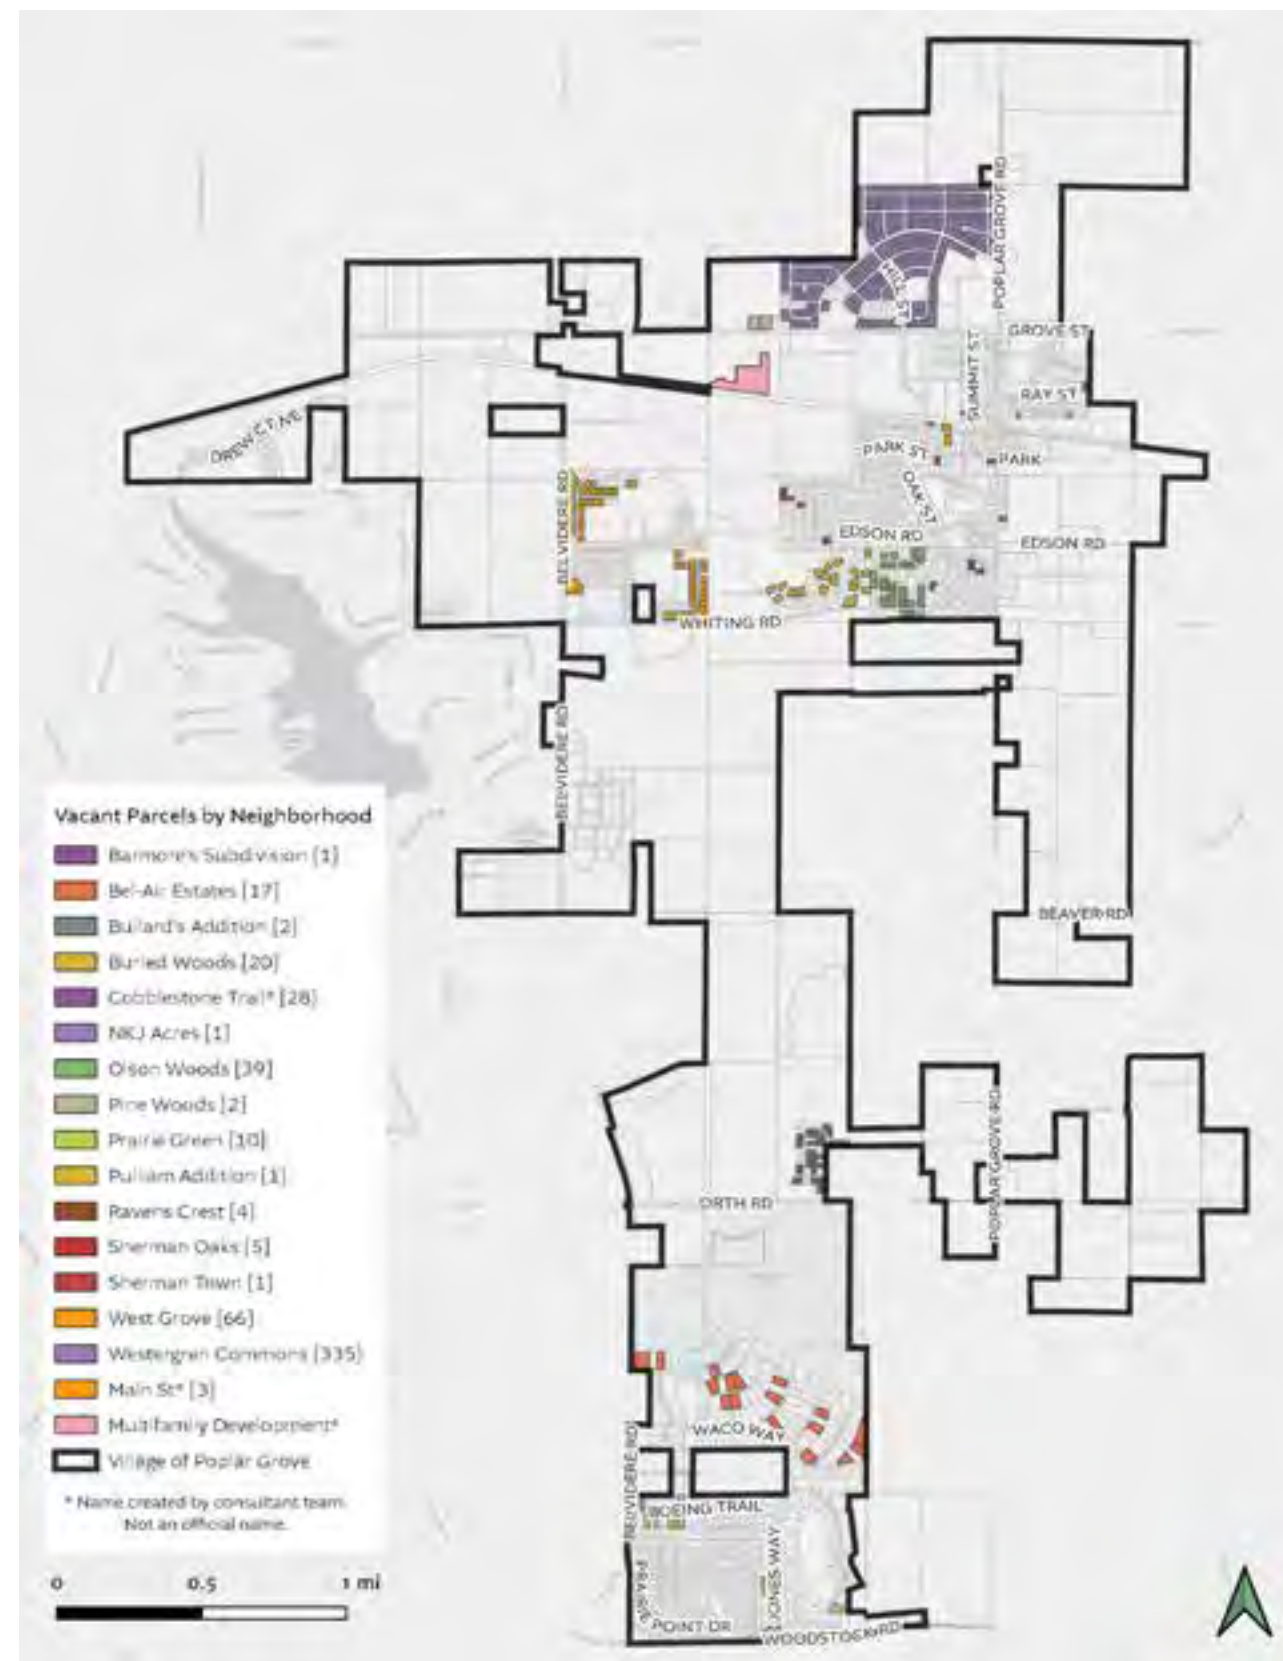 POPLAR GROVE RD
HILL ST
GROVE ST
SUMMIT ST
RAY ST
DREW CT NE
PARK ST
PARK
OAK ST
BELVIDERE RD
EDSON RD
EDSON RD
WHITING RD
BELVIDERE RD
Vacant Parcels by Neighborhood
Barmore's Subdivision [1]
Bel-Air Estates [17]
Bullard's Addition [2]
Buried Woods [20]
Cobblestone Trail* [28]
NKJ Acres [1]
Olson Woods [39]
Pine Woods [2]
Prairie Green [10]
Pullam Addition [1]
Ravens Crest [4]
Sherman Oaks [5]
Sherman Town [1]
West Grove [66]
Westergren Commons [335]
Main St* [3]
Multifamily Development*
Village of Poplar Grove
* Name created by consultant team.
Not an official name.
0 0.5 1 mi
BEAVER RD
POPLAR GROVE RD
ORTH RD
WACO WAY
BELVIDERE RD
BOEING TRAIL
JONES WAY
PRAIRIE
POINT DR
WOODSTOCK RD